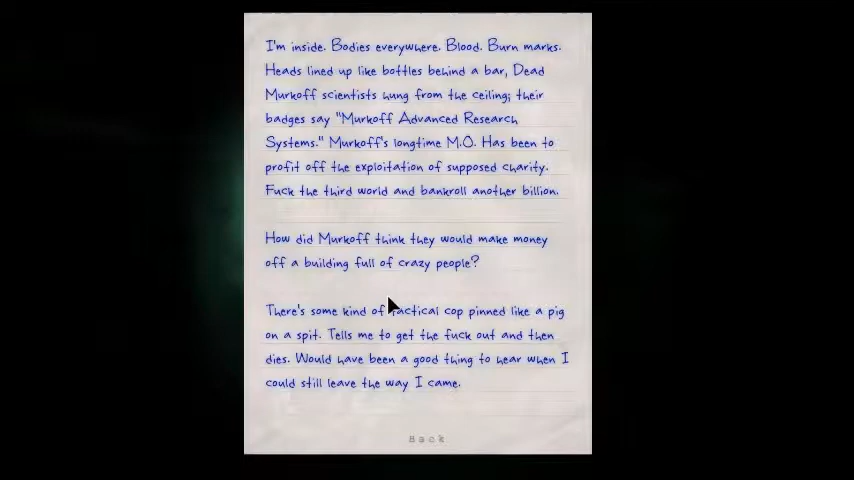 I'm inside. Bodies everywhere. Blood. Burn marks.
Heads lined up like bottles behind a bar, Dead
Murkoff scientists hung from the ceiling; their
badges say "Murkoff Advanced Research
Systems." Murkoff's longtime M.O. Has been to
profit off the exploitation of supposed charity.
Fuck the third world and bankroll another billion.
How did Murkoff think they would make money
off a building full of crazy people?
There's some kind of tactical cop pinned like a pig
on a spit. Tells me to get the fuck out and then
dies. Would have been a good thing to hear when I
could still leave the way I came.
Back